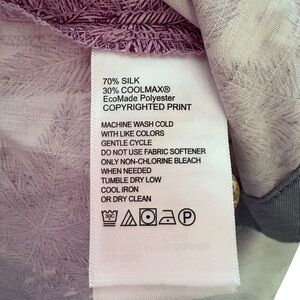 70% SILK
30% COOLMAX®
EcoMade Polyester
COPYRIGHTED PRINT
MACHINE WASH COLD
WITH LIKE COLORS
GENTLE CYCLE
DO NOT USE FABRIC SOFTENER
ONLY NON-CHLORINE BLEACH
WHEN NEEDED
TUMBLE DRY LOW
COOL IRON
OR DRY CLEAN
P